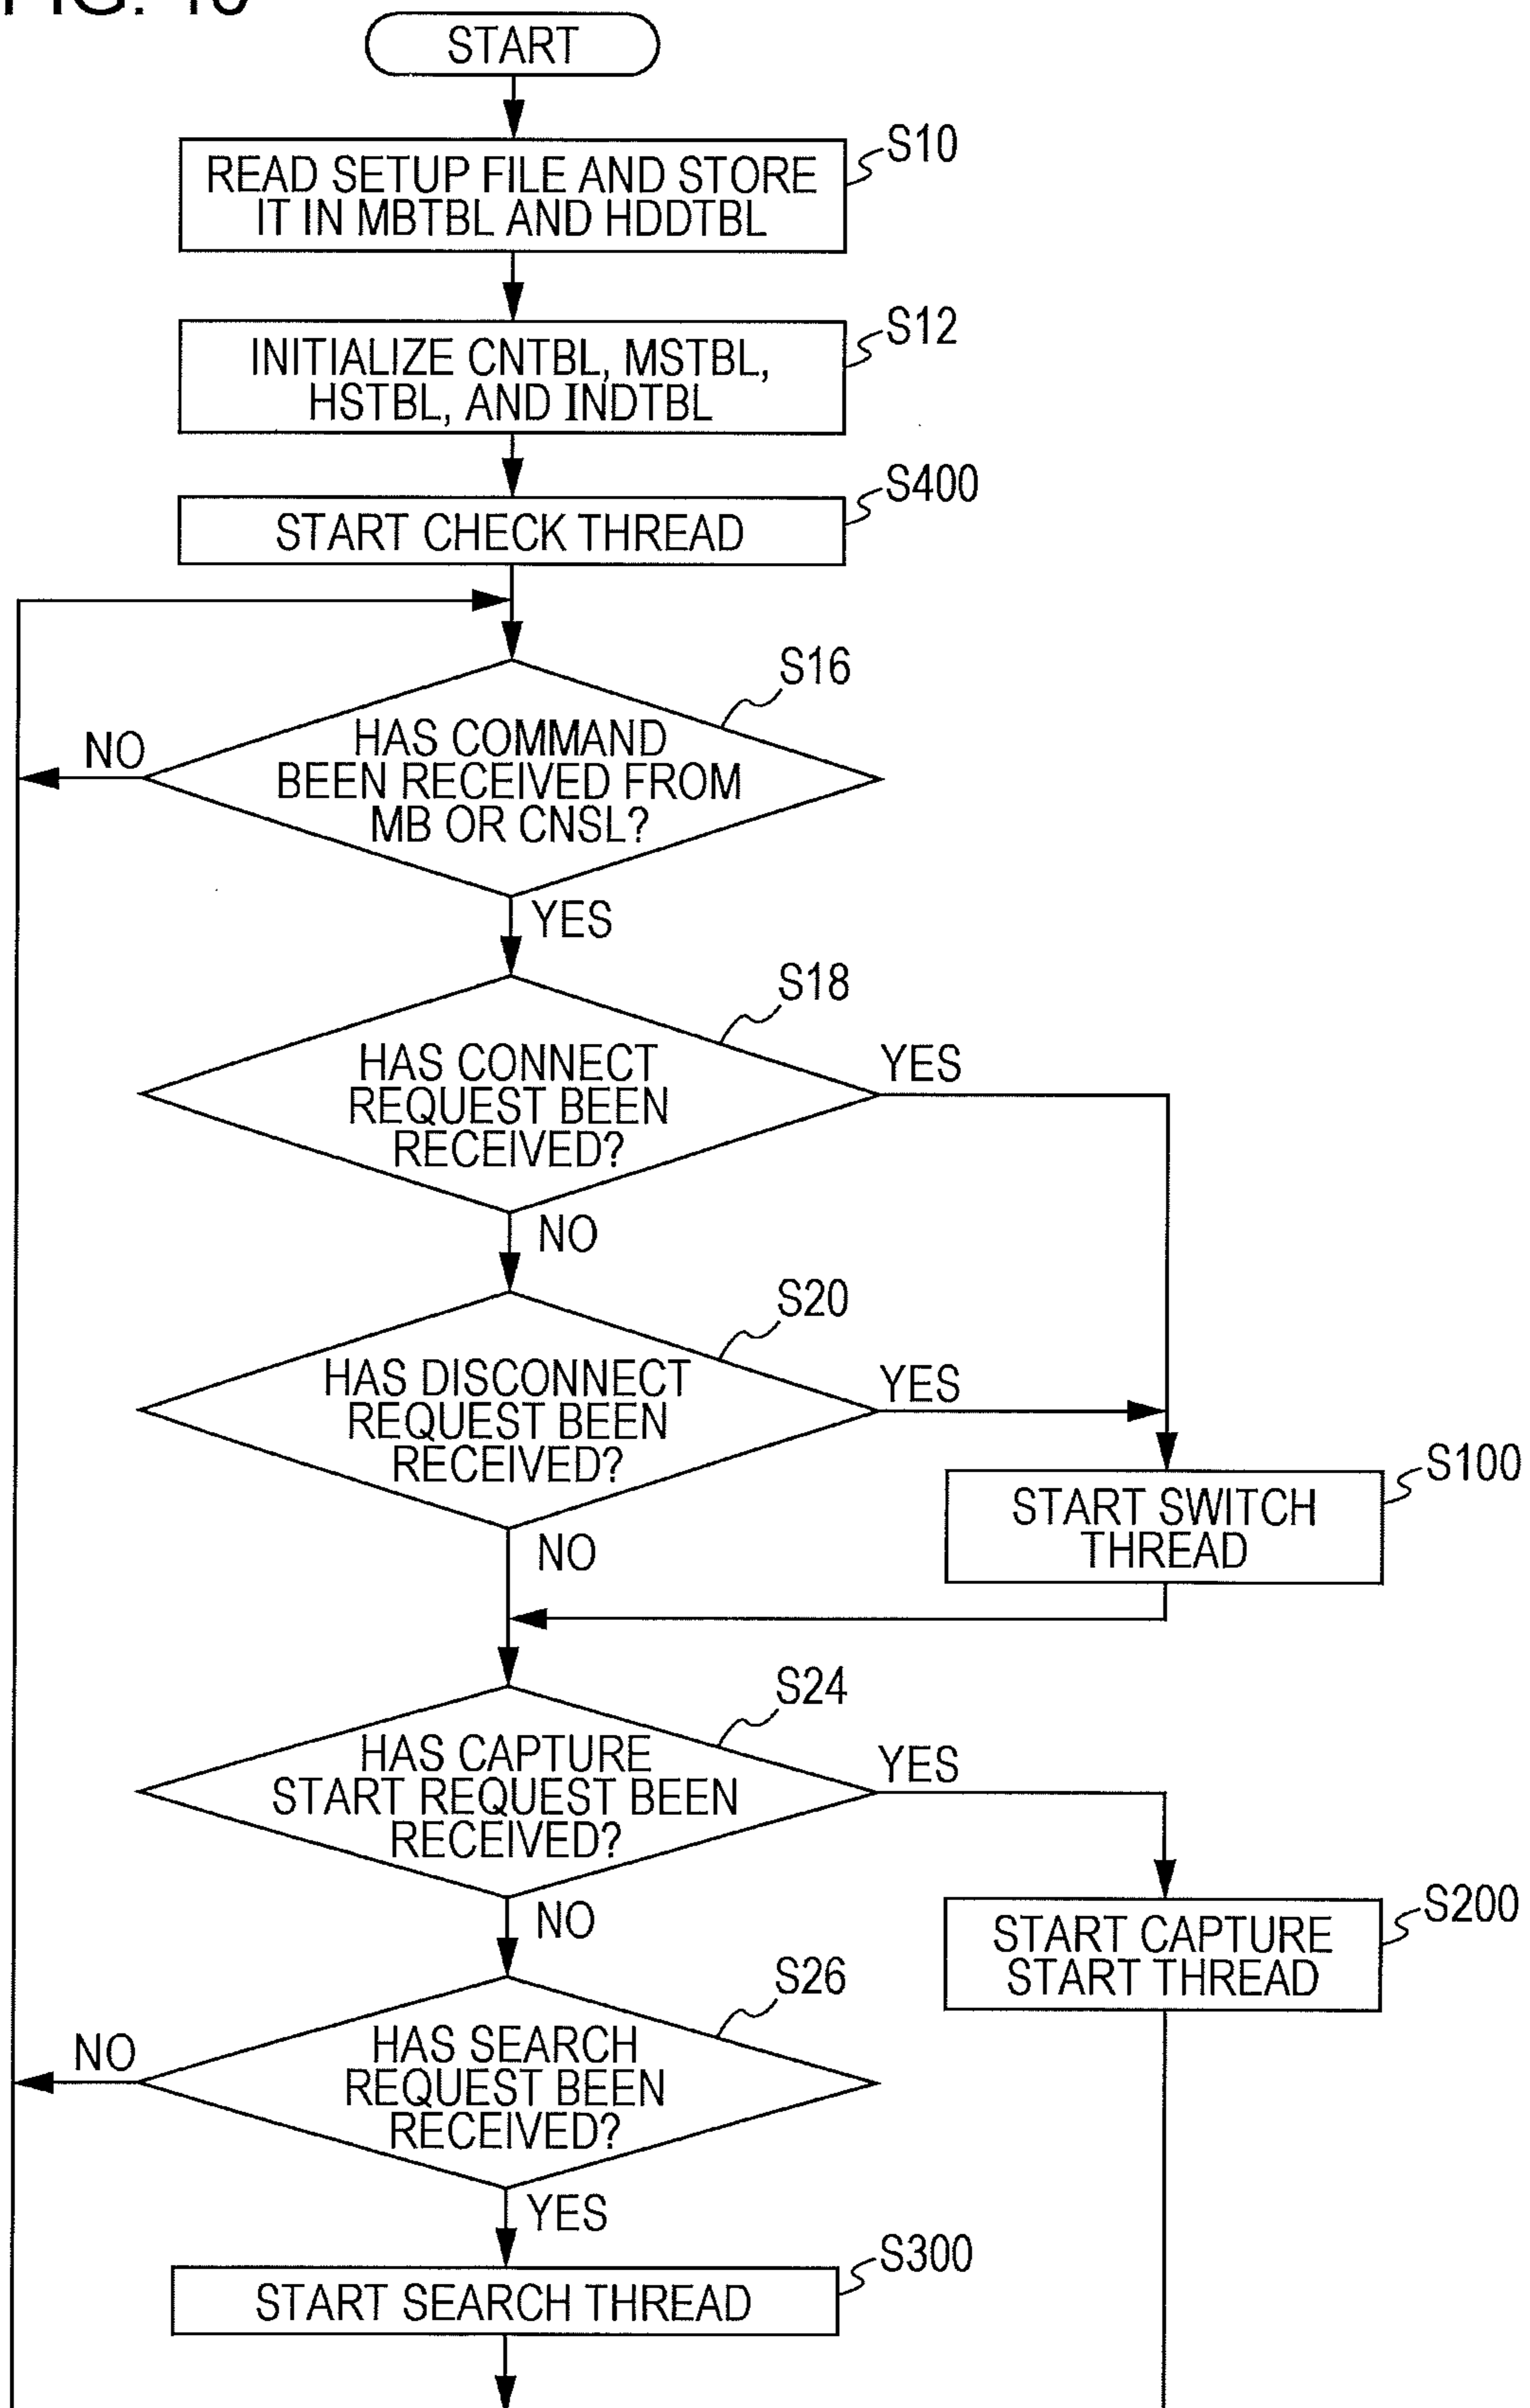 START
S10
READ SETUP FILE AND STORE
IT IN MBTBL AND HDDTBL
S12
INITIALIZE CNTBL, MSTBL,
HSTBL, AND INDTBL
S400
START CHECK THREAD
S16
HAS COMMAND
BEEN RECEIVED FROM
MB OR CNSL?
NO
YES
S18
HAS CONNECT
REQUEST BEEN
RECEIVED?
YES
NO
S20
HAS DISCONNECT
REQUEST BEEN
RECEIVED?
YES
NO
S100
START SWITCH
THREAD
S24
HAS CAPTURE
START REQUEST BEEN
RECEIVED?
YES
NO
S200
START CAPTURE
START THREAD
S26
HAS SEARCH
REQUEST BEEN
RECEIVED?
NO
YES
S300
START SEARCH THREAD